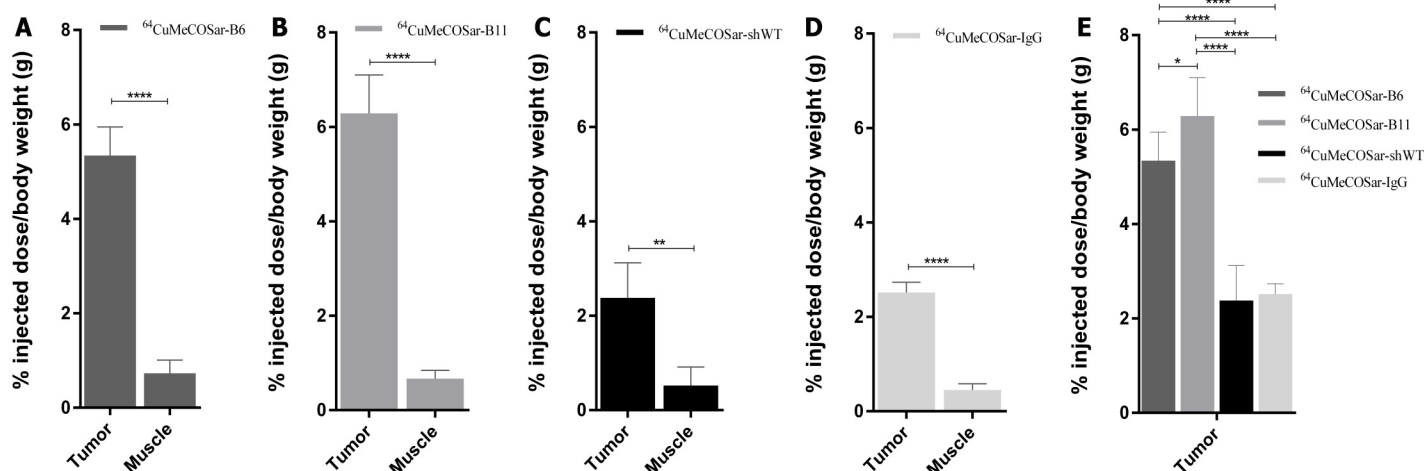 A
⁶⁴CuMeCOSar-B6
% injected dose/body weight (g)
8
6
4
2
0
****
Tumor
Muscle
B
⁶⁴CuMeCOSar-B11
% injected dose/body weight (g)
8
6
4
2
0
****
Tumor
Muscle
C
⁶⁴CuMeCOSar-shWT
% injected dose/body weight (g)
8
6
4
2
0
**
Tumor
Muscle
D
⁶⁴CuMeCOSar-IgG
% injected dose/body weight (g)
8
6
4
2
0
****
Tumor
Muscle
E
% injected dose/body weight (g)
8
6
4
2
0
****
****
****
****
*
Tumor
⁶⁴CuMeCOSar-B6
⁶⁴CuMeCOSar-B11
⁶⁴CuMeCOSar-shWT
⁶⁴CuMeCOSar-IgG